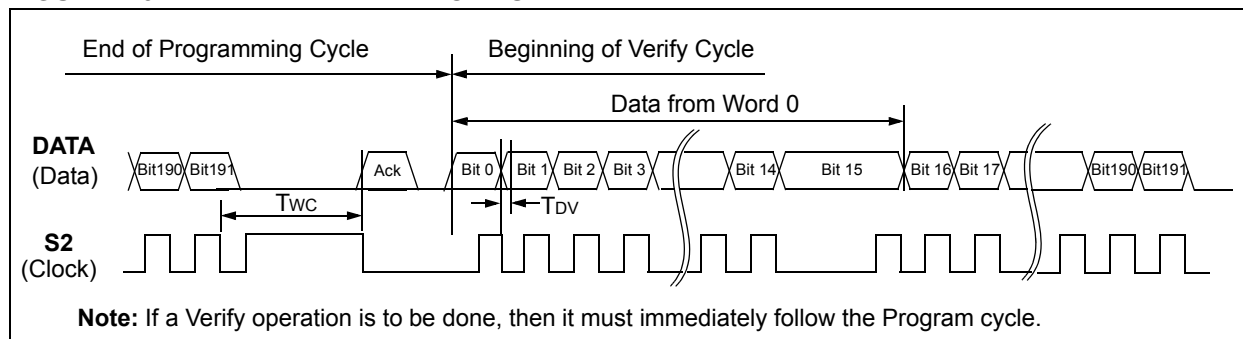 End of Programming Cycle
Beginning of Verify Cycle
Data from Word 0
DATA
(Data)
Bit190 Bit191 Ack Bit 0 Bit 1 Bit 2 Bit 3 Bit 14 Bit 15 Bit 16 Bit 17 Bit190 Bit191
TWC
TDV
S2
(Clock)
Note: If a Verify operation is to be done, then it must immediately follow the Program cycle.